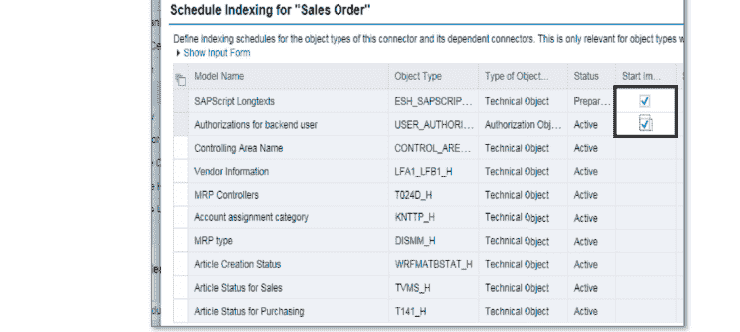 Schedule Indexing for "Sales Order"
Define indexing schedules for the object types of this connector and its dependent connectors. This is only relevant for object types w
Show Input Form
Model Name Object Type Type of Object... Status Start im...
SAPScript Longtexts ESH_SAPSCRIP... Technical Object Prepar...
Authorizations for backend user USER_AUTHORI... Authorization Obj... Active
Controlling Area Name CONTROL_ARE... Technical Object Active
Vendor Information LFA1_LFB1_H Technical Object Active
MRP Controllers T024D_H Technical Object Active
Account assignment category KNTTP_H Technical Object Active
MRP type DISMM_H Technical Object Active
Article Creation Status WRFMATBSTAT_H Technical Object Active
Article Status for Sales TVMS_H Technical Object Active
Article Status for Purchasing T141_H Technical Object Active